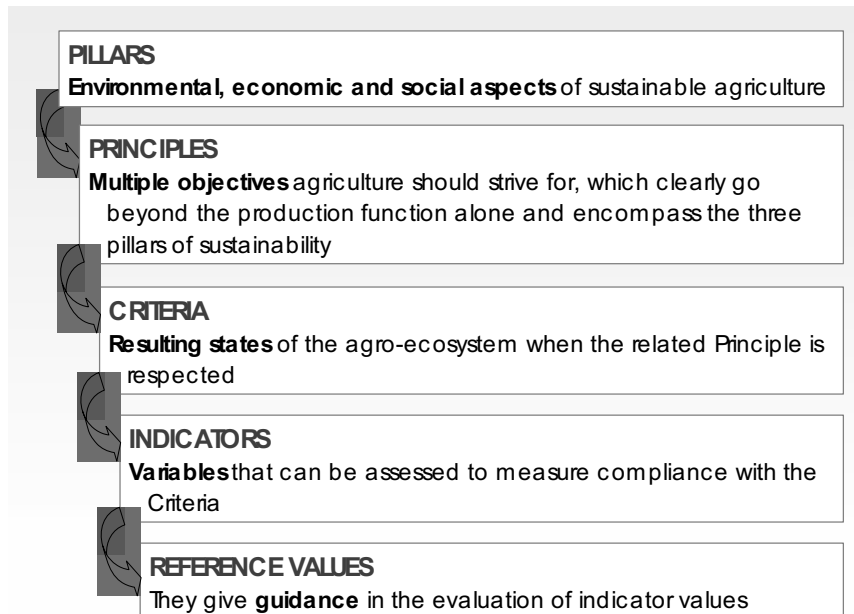 PILLARS
Environmental, economic and social aspects of sustainable agriculture
PRINCIPLES
Multiple objectives agriculture should strive for, which clearly go
beyond the production function alone and encompass the three
pillars of sustainability
CRITERIA
Resulting states of the agro-ecosystem when the related Principle is
respected
INDICATORS
Variables that can be assessed to measure compliance with the
Criteria
REFERENCE VALUES
They give guidance in the evaluation of indicator values